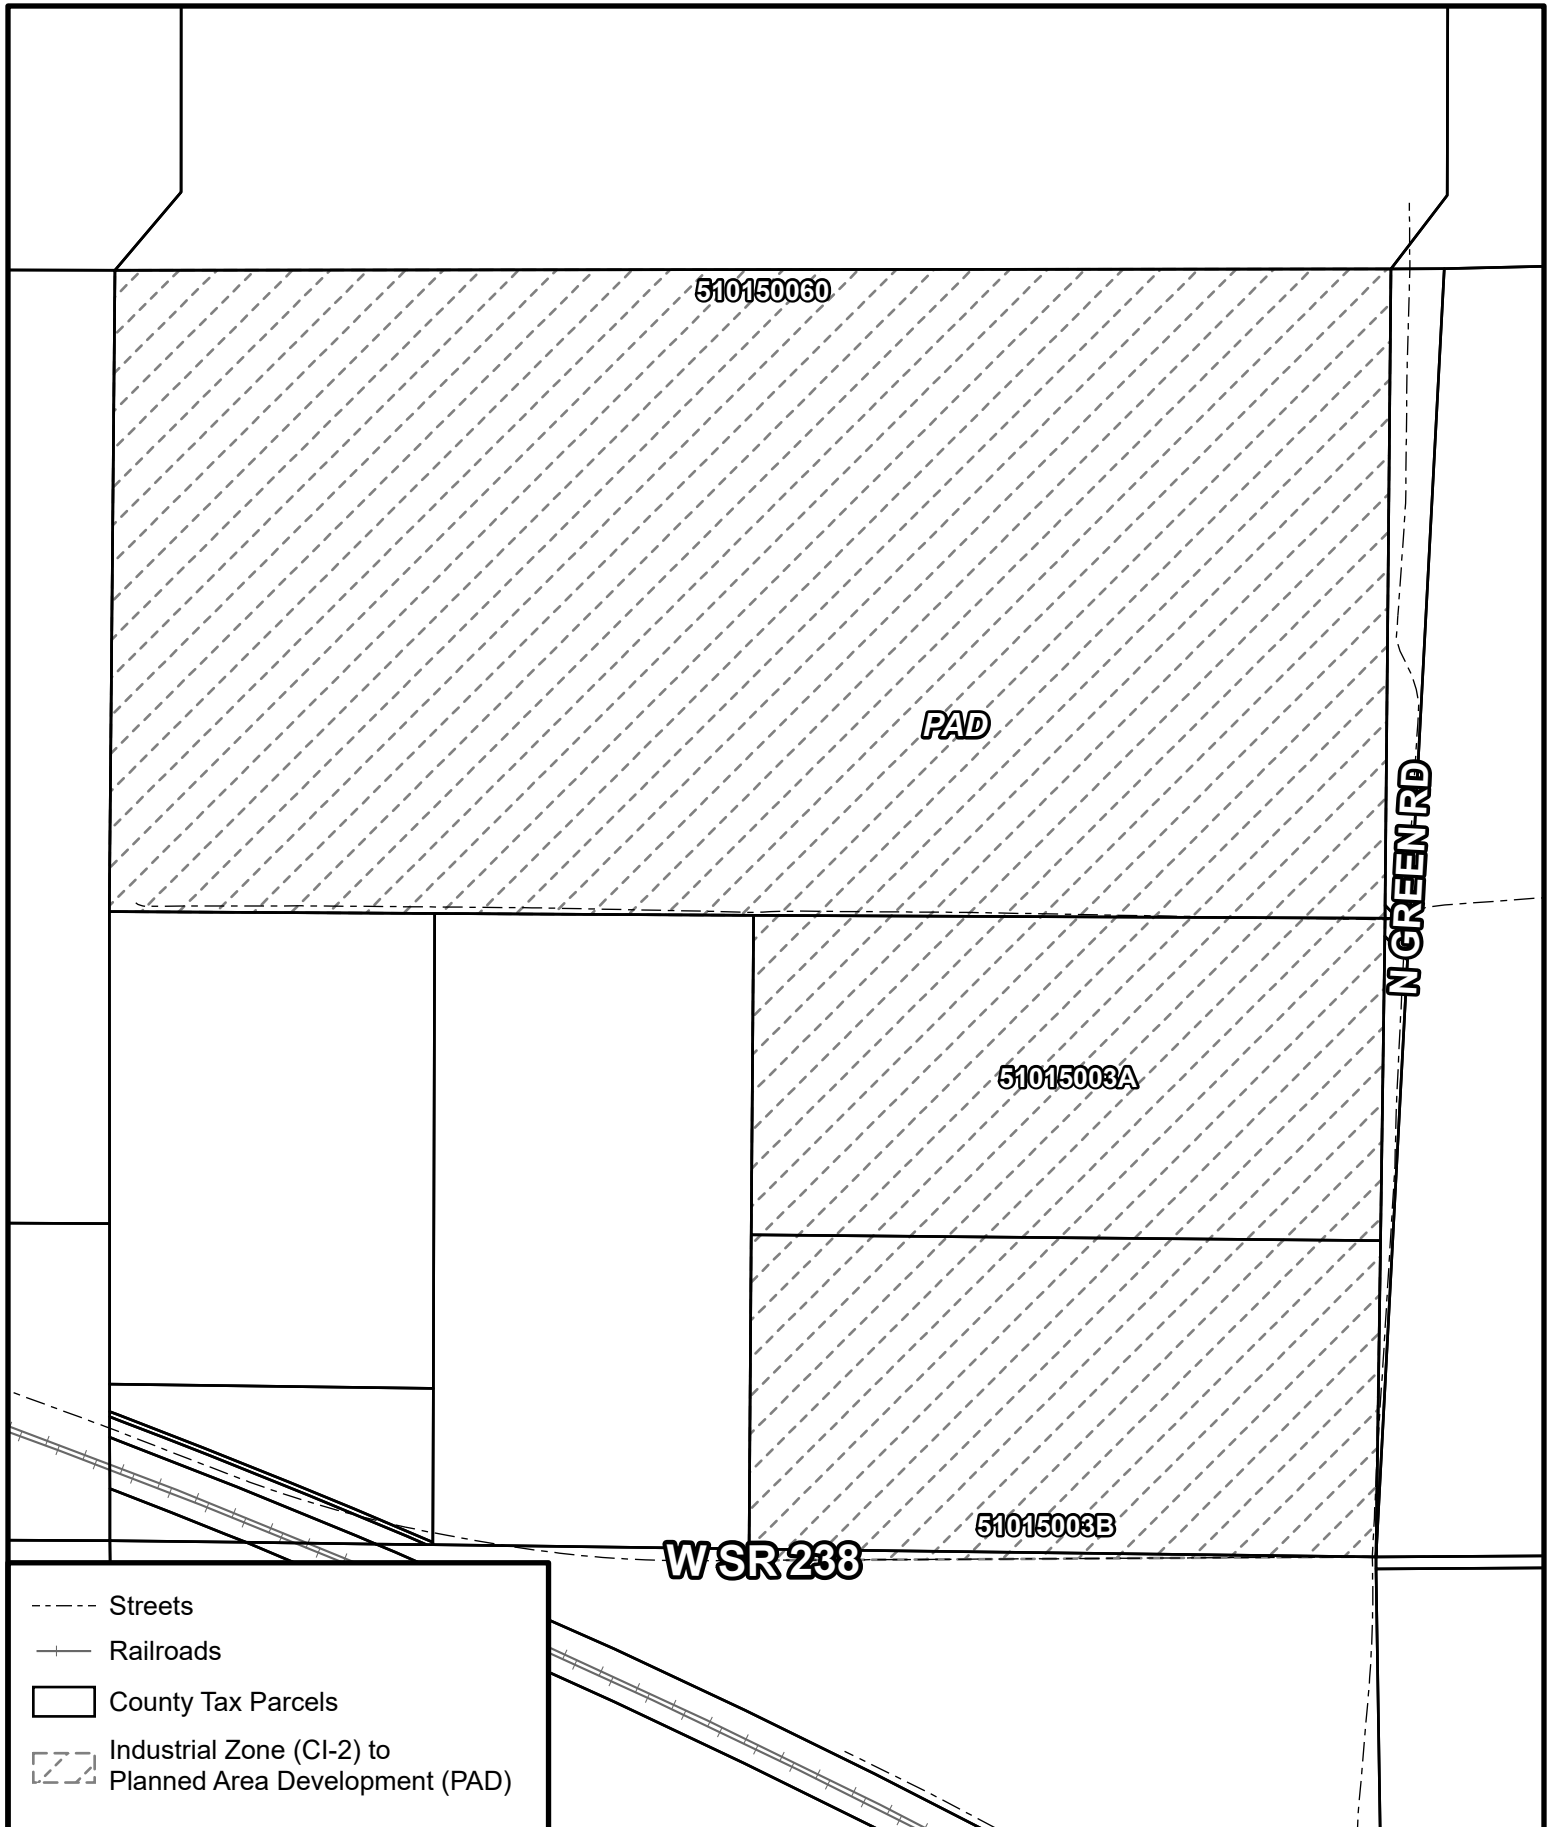 510150060
PAD
N GREEN RD
51015003A
51015003B
W SR 238
Streets
Railroads
County Tax Parcels
Industrial Zone (CI-2) to
Planned Area Development (PAD)